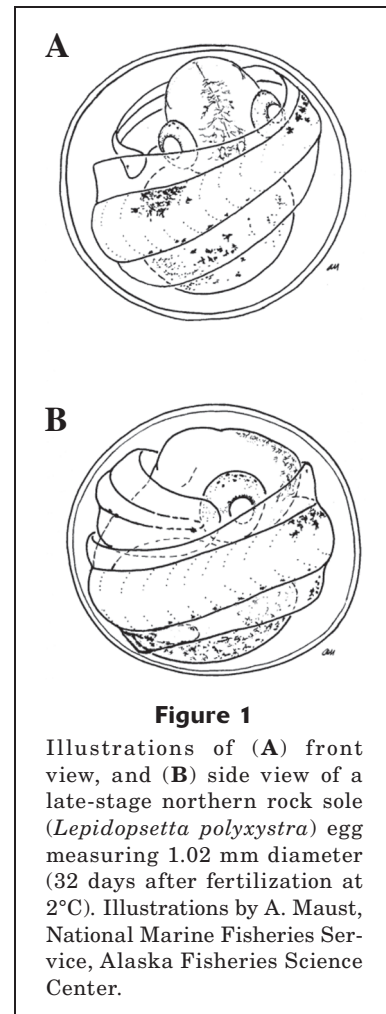 A
B
Figure 1
Illustrations of (A) front
view, and (B) side view of a
late-stage northern rock sole
(Lepidopsetta polyxystra) egg
measuring 1.02 mm diameter
(32 days after fertilization at
2°C). Illustrations by A. Maust,
National Marine Fisheries Ser-
vice, Alaska Fisheries Science
Center.